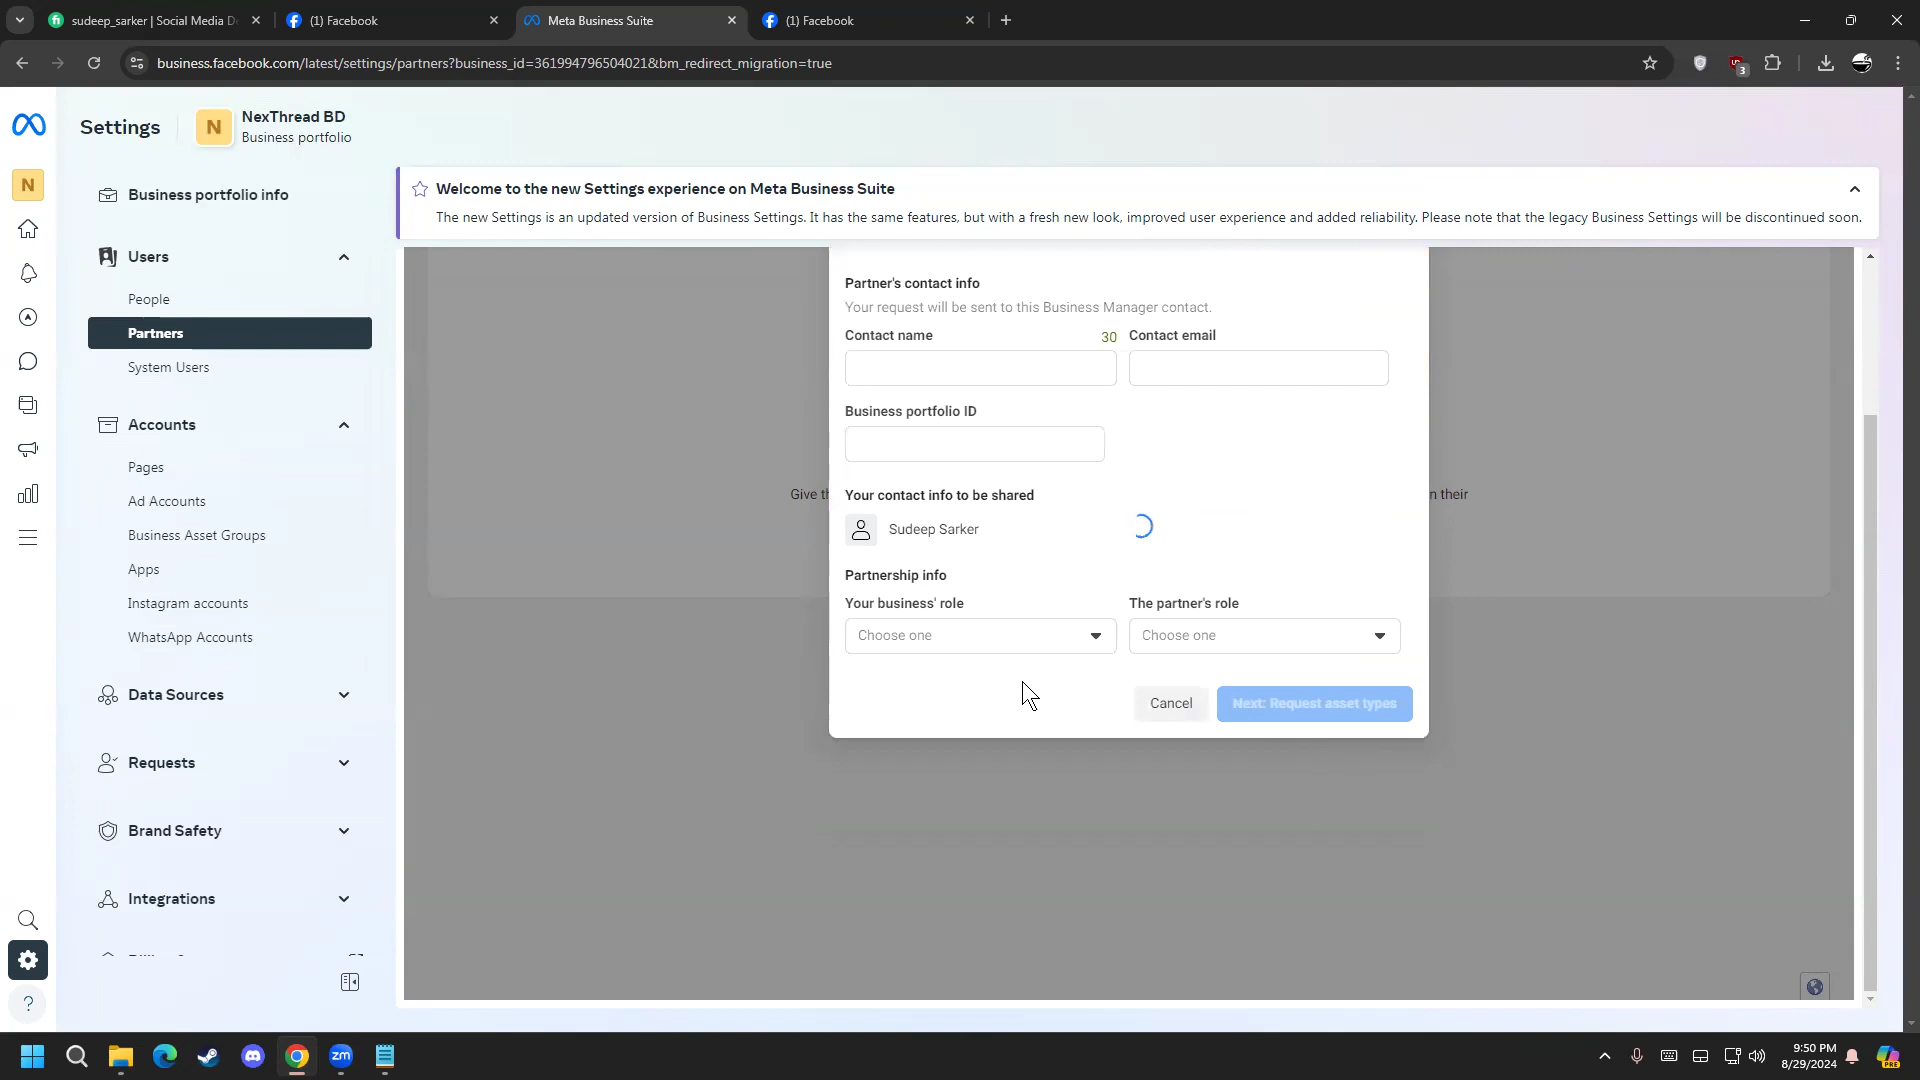 sudeep_sarker | Social Media D
(1) Facebook
Meta Business Suite
(1) Facebook
business.facebook.com/latest/settings/partners?business_id=361994796504021&bm_redirect_migration=true
3
Settings
N
NexThread BD
Business portfolio
N
Business portfolio info
Users
People
Partners
System Users
Accounts
Pages
Ad Accounts
Business Asset Groups
Apps
Instagram accounts
WhatsApp Accounts
Data Sources
Requests
Brand Safety
Integrations
Welcome to the new Settings experience on Meta Business Suite
The new Settings is an updated version of Business Settings. It has the same features, but with a fresh new look, improved user experience and added reliability. Please note that the legacy Business Settings will be discontinued soon.
Give th
n their
Partner's contact info
Your request will be sent to this Business Manager contact.
Contact name 30 Contact email
Business portfolio ID
Your contact info to be shared
Sudeep Sarker
Partnership info
Your business' role The partner's role
Choose one Choose one
Cancel Next: Request asset types
zm
9:50 PM
8/29/2024
PRE